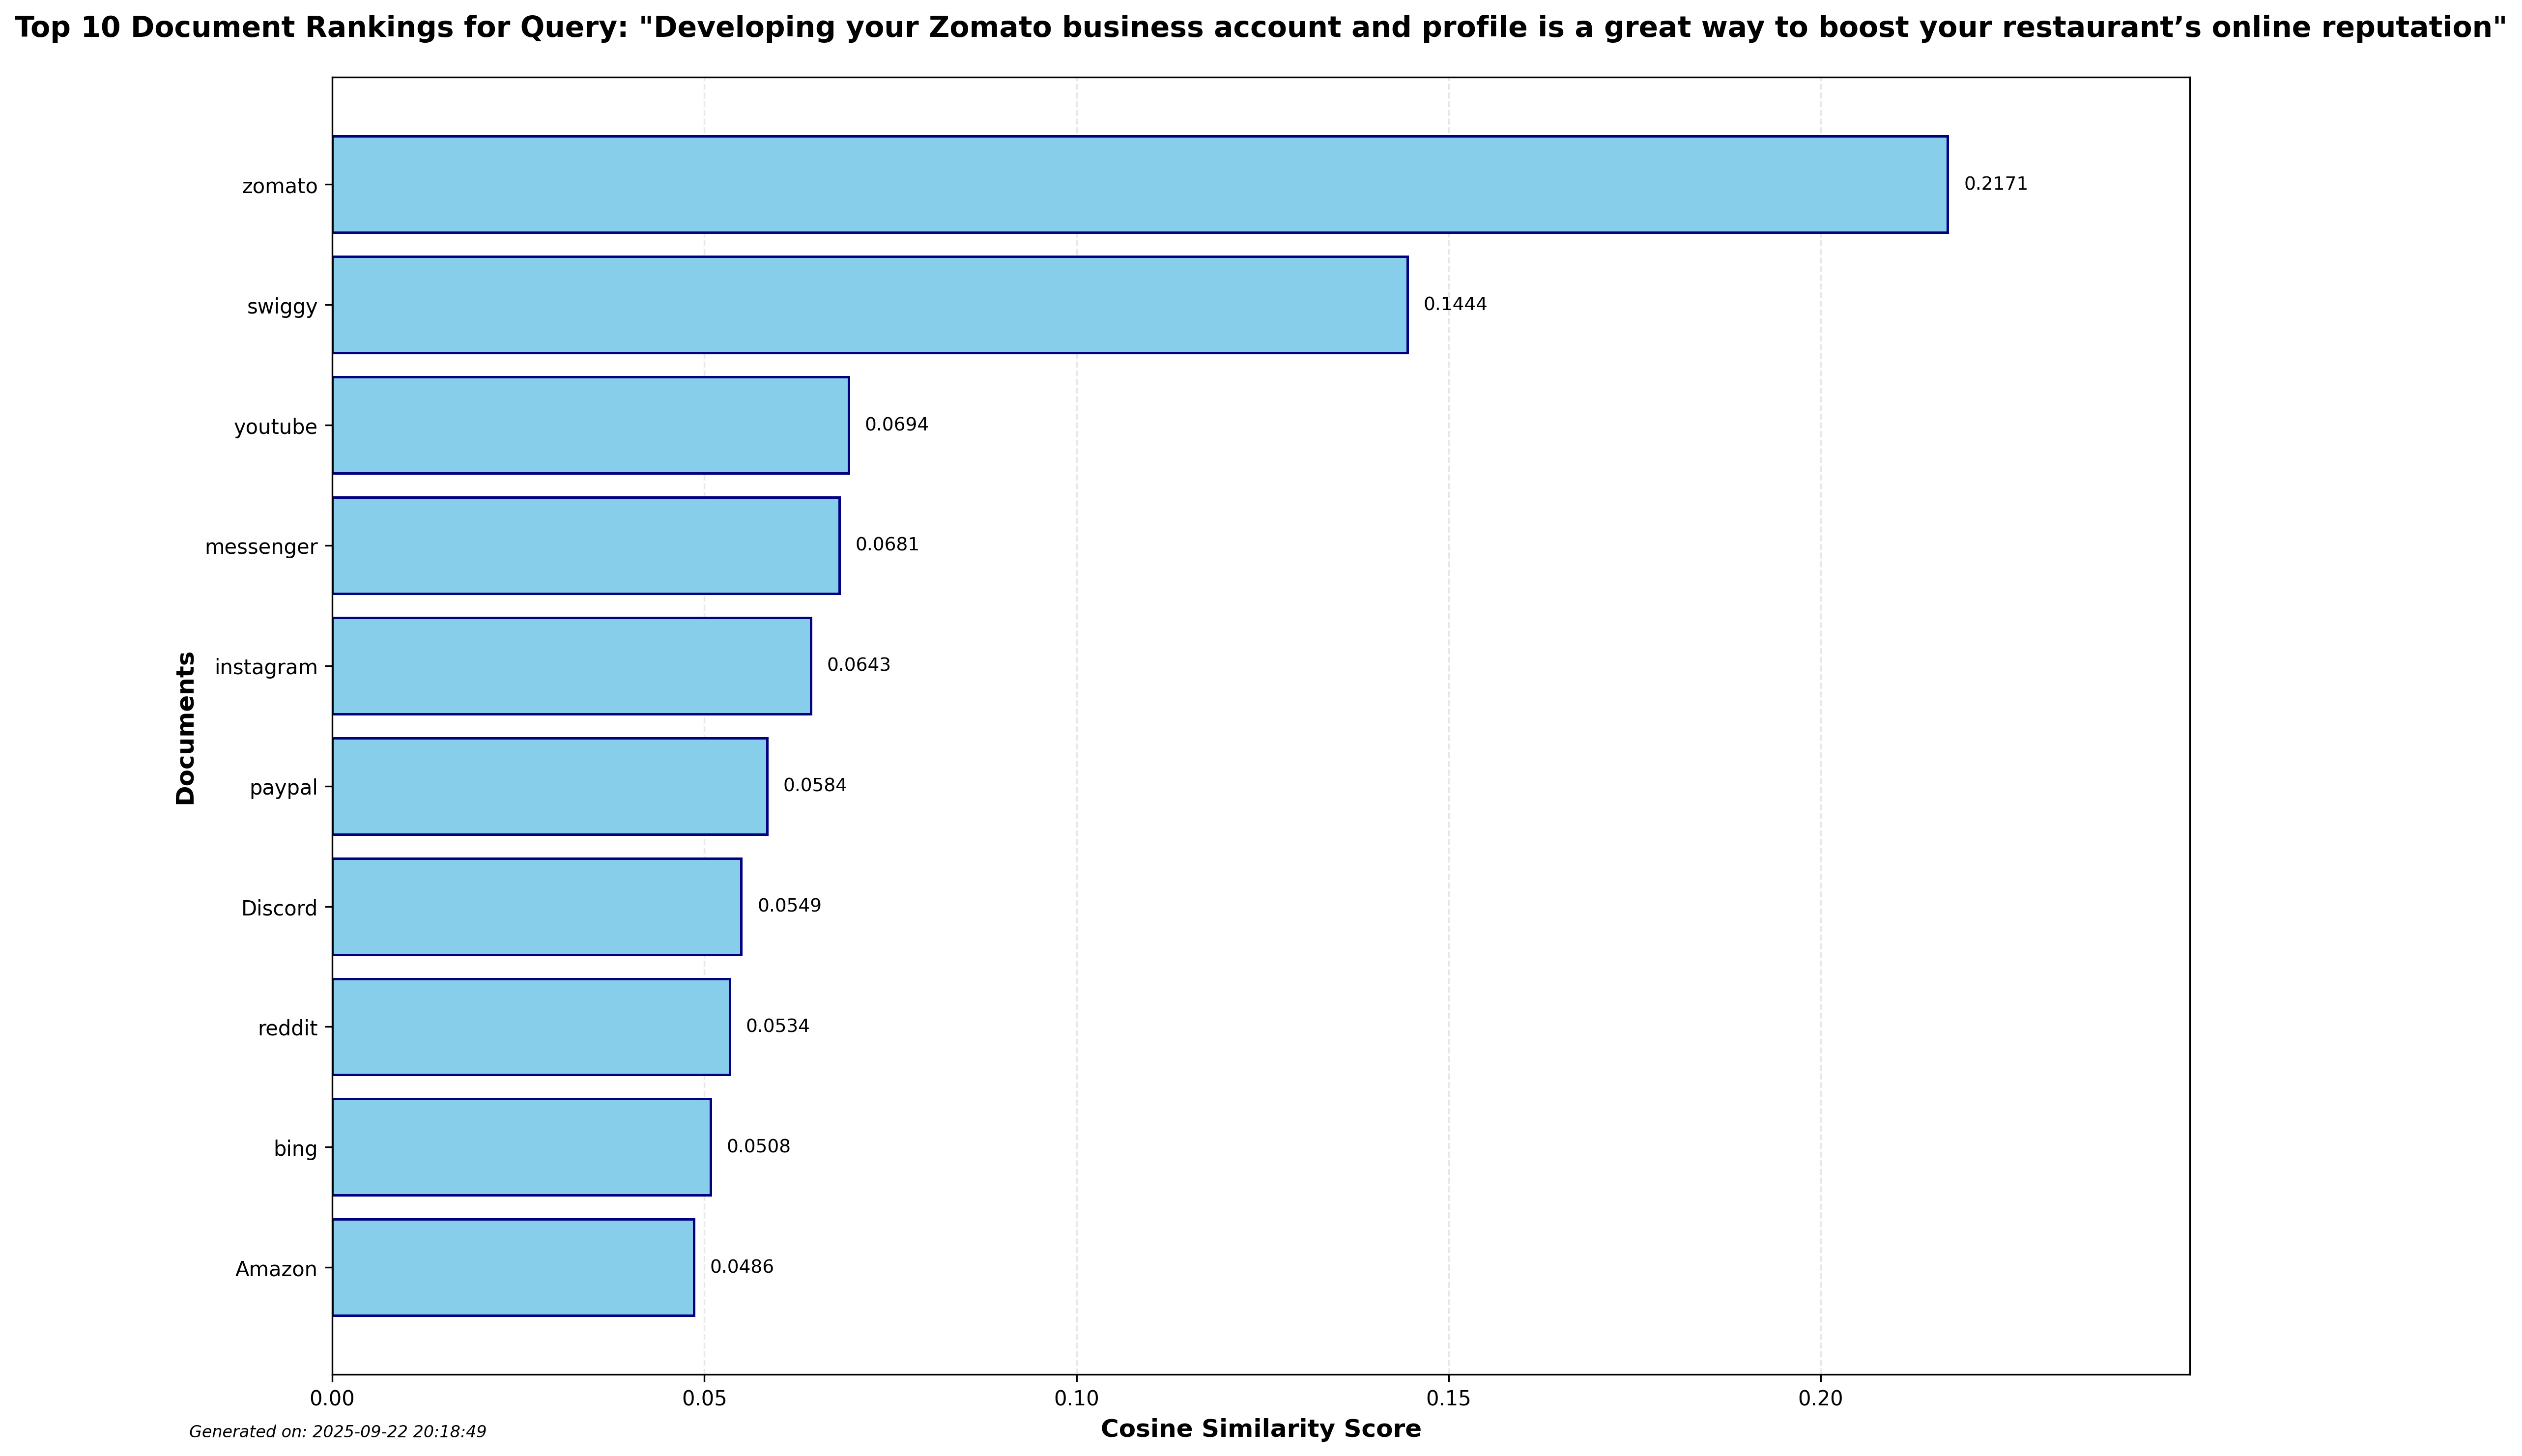 Top 10 Document Rankings for Query: "Developing your Zomato business account and profile is a great way to boost your restaurant’s online reputation"
zomato
0.2171
swiggy
0.1444
youtube
0.0694
messenger
0.0681
instagram
0.0643
paypal
0.0584
Discord
0.0549
reddit
0.0534
bing
0.0508
Amazon
0.0486
Documents
0.00
0.05
0.10
0.15
0.20
Cosine Similarity Score
Generated on: 2025-09-22 20:18:49